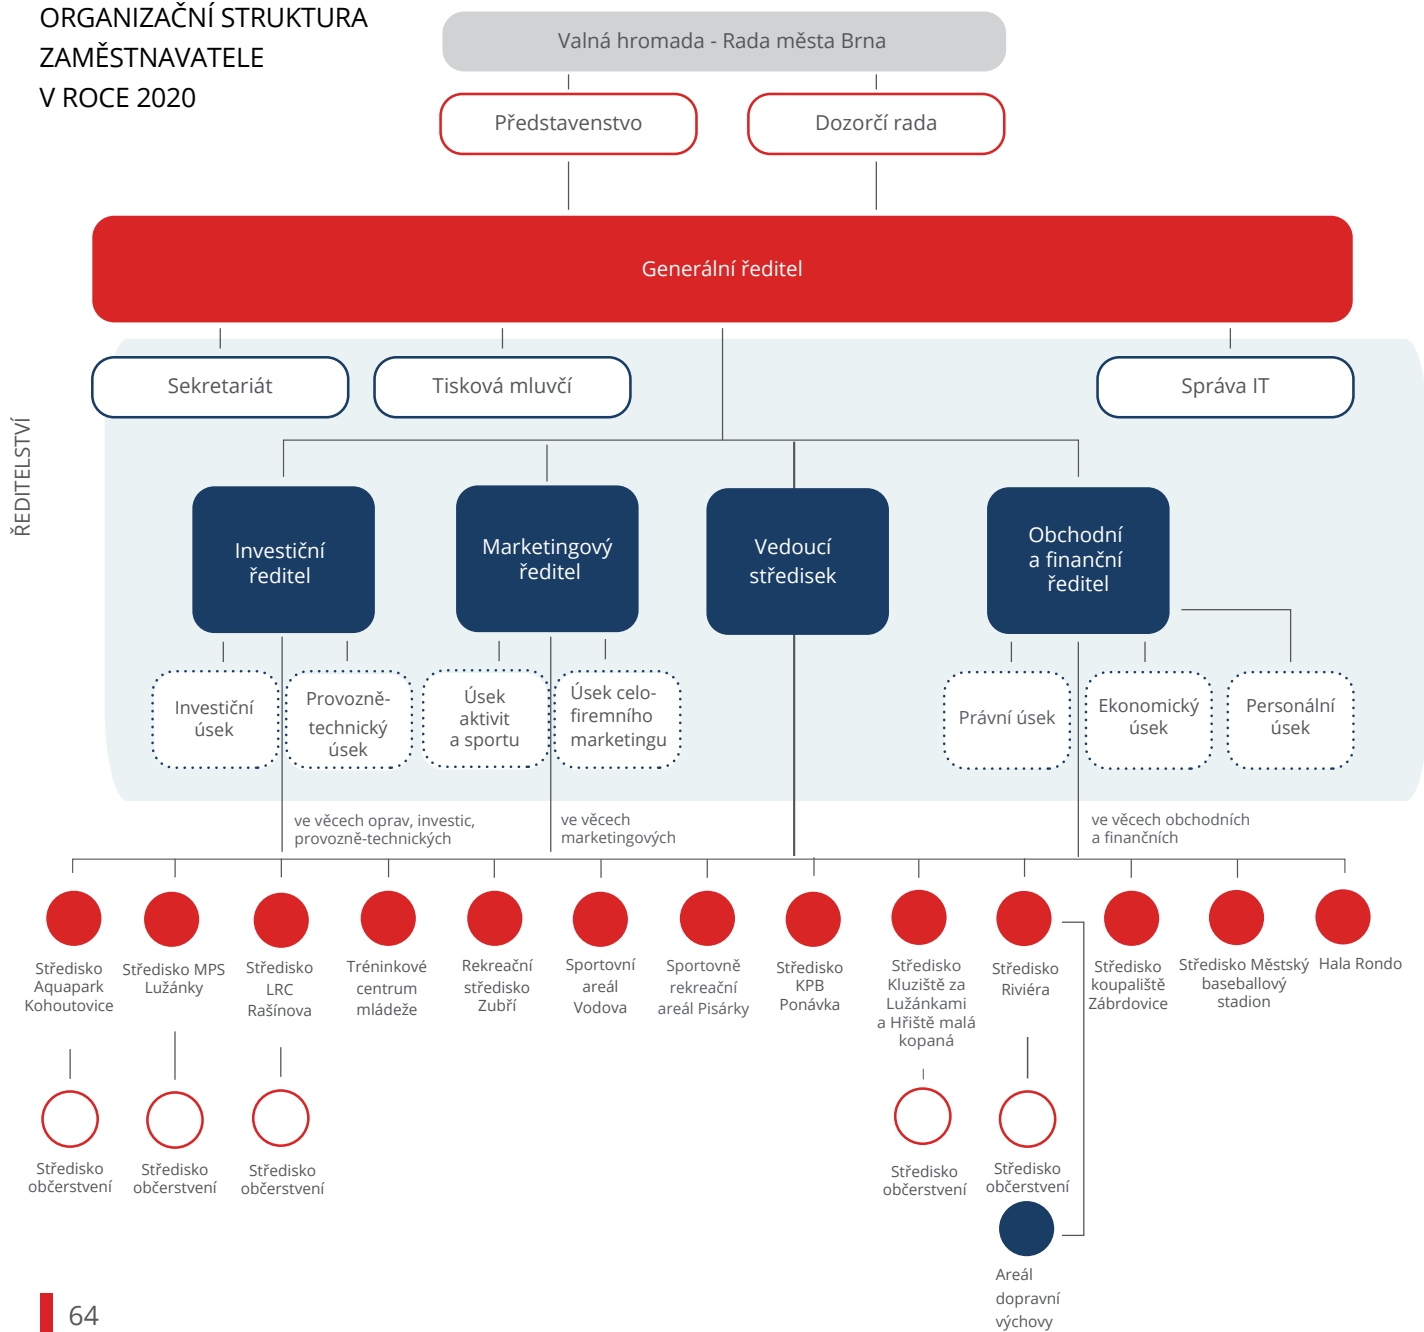 ORGANIZAČNÍ STRUKTURA
ZAMĚSTNAVATELE
V ROCE 2020
Valná hromada - Rada města Brna
Představenstvo
Dozorčí rada
Generální ředitel
ŘEDITELSTVÍ
Sekretariát
Tisková mluvčí
Správa IT
Investiční
ředitel
Marketingový
ředitel
Vedoucí
středisek
Obchodní
a finanční
ředitel
Investiční
úsek
Provozně-
technický
úsek
Úsek
aktivit
a sportu
Úsek celo-
firemního
marketingu
Právní úsek
Ekonomický
úsek
Personální
úsek
ve věcech oprav, investic,
provozně-technických
ve věcech
marketingových
ve věcech obchodních
a finančních
Středisko
Aquapark
Kohoutovice
Středisko MPS
Lužánky
Středisko
LRC
Rašínova
Tréninkové
centrum
mládeže
Rekreační
středisko
Zubří
Sportovní
areál
Vodova
Sportovně
rekreační
areál Pisárky
Středisko
KPB
Ponávka
Středisko
Kluziště za
Lužánkami
a Hřiště malá
kopaná
Středisko
Riviéra
Středisko
koupaliště
Zábrdovice
Středisko Městský
baseballový
stadion
Hala Rondo
Středisko
občerstvení
Středisko
občerstvení
Středisko
občerstvení
Středisko
občerstvení
Středisko
občerstvení
Areál
dopravní
výchovy
64